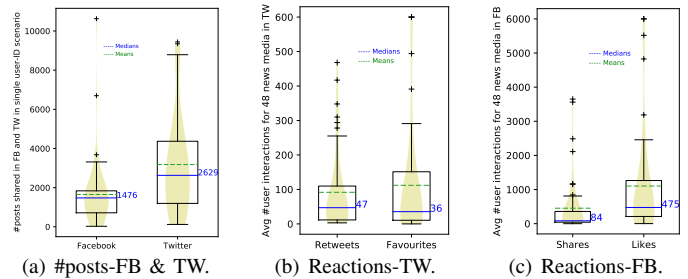 #posts shared in FB and TW in single user-ID scenario
10000
8000
6000
4000
2000
0
Medians
Means
1476
2629
Facebook
Twitter
(a) #posts-FB & TW.
Avg #user interactions for 48 news media in TW
600
500
400
300
200
100
0
Medians
Means
47
36
Retweets
Favourites
(b) Reactions-TW.
Avg #user interactions for 48 news media in FB
6000
5000
4000
3000
2000
1000
0
Medians
Means
84
475
Shares
Likes
(c) Reactions-FB.